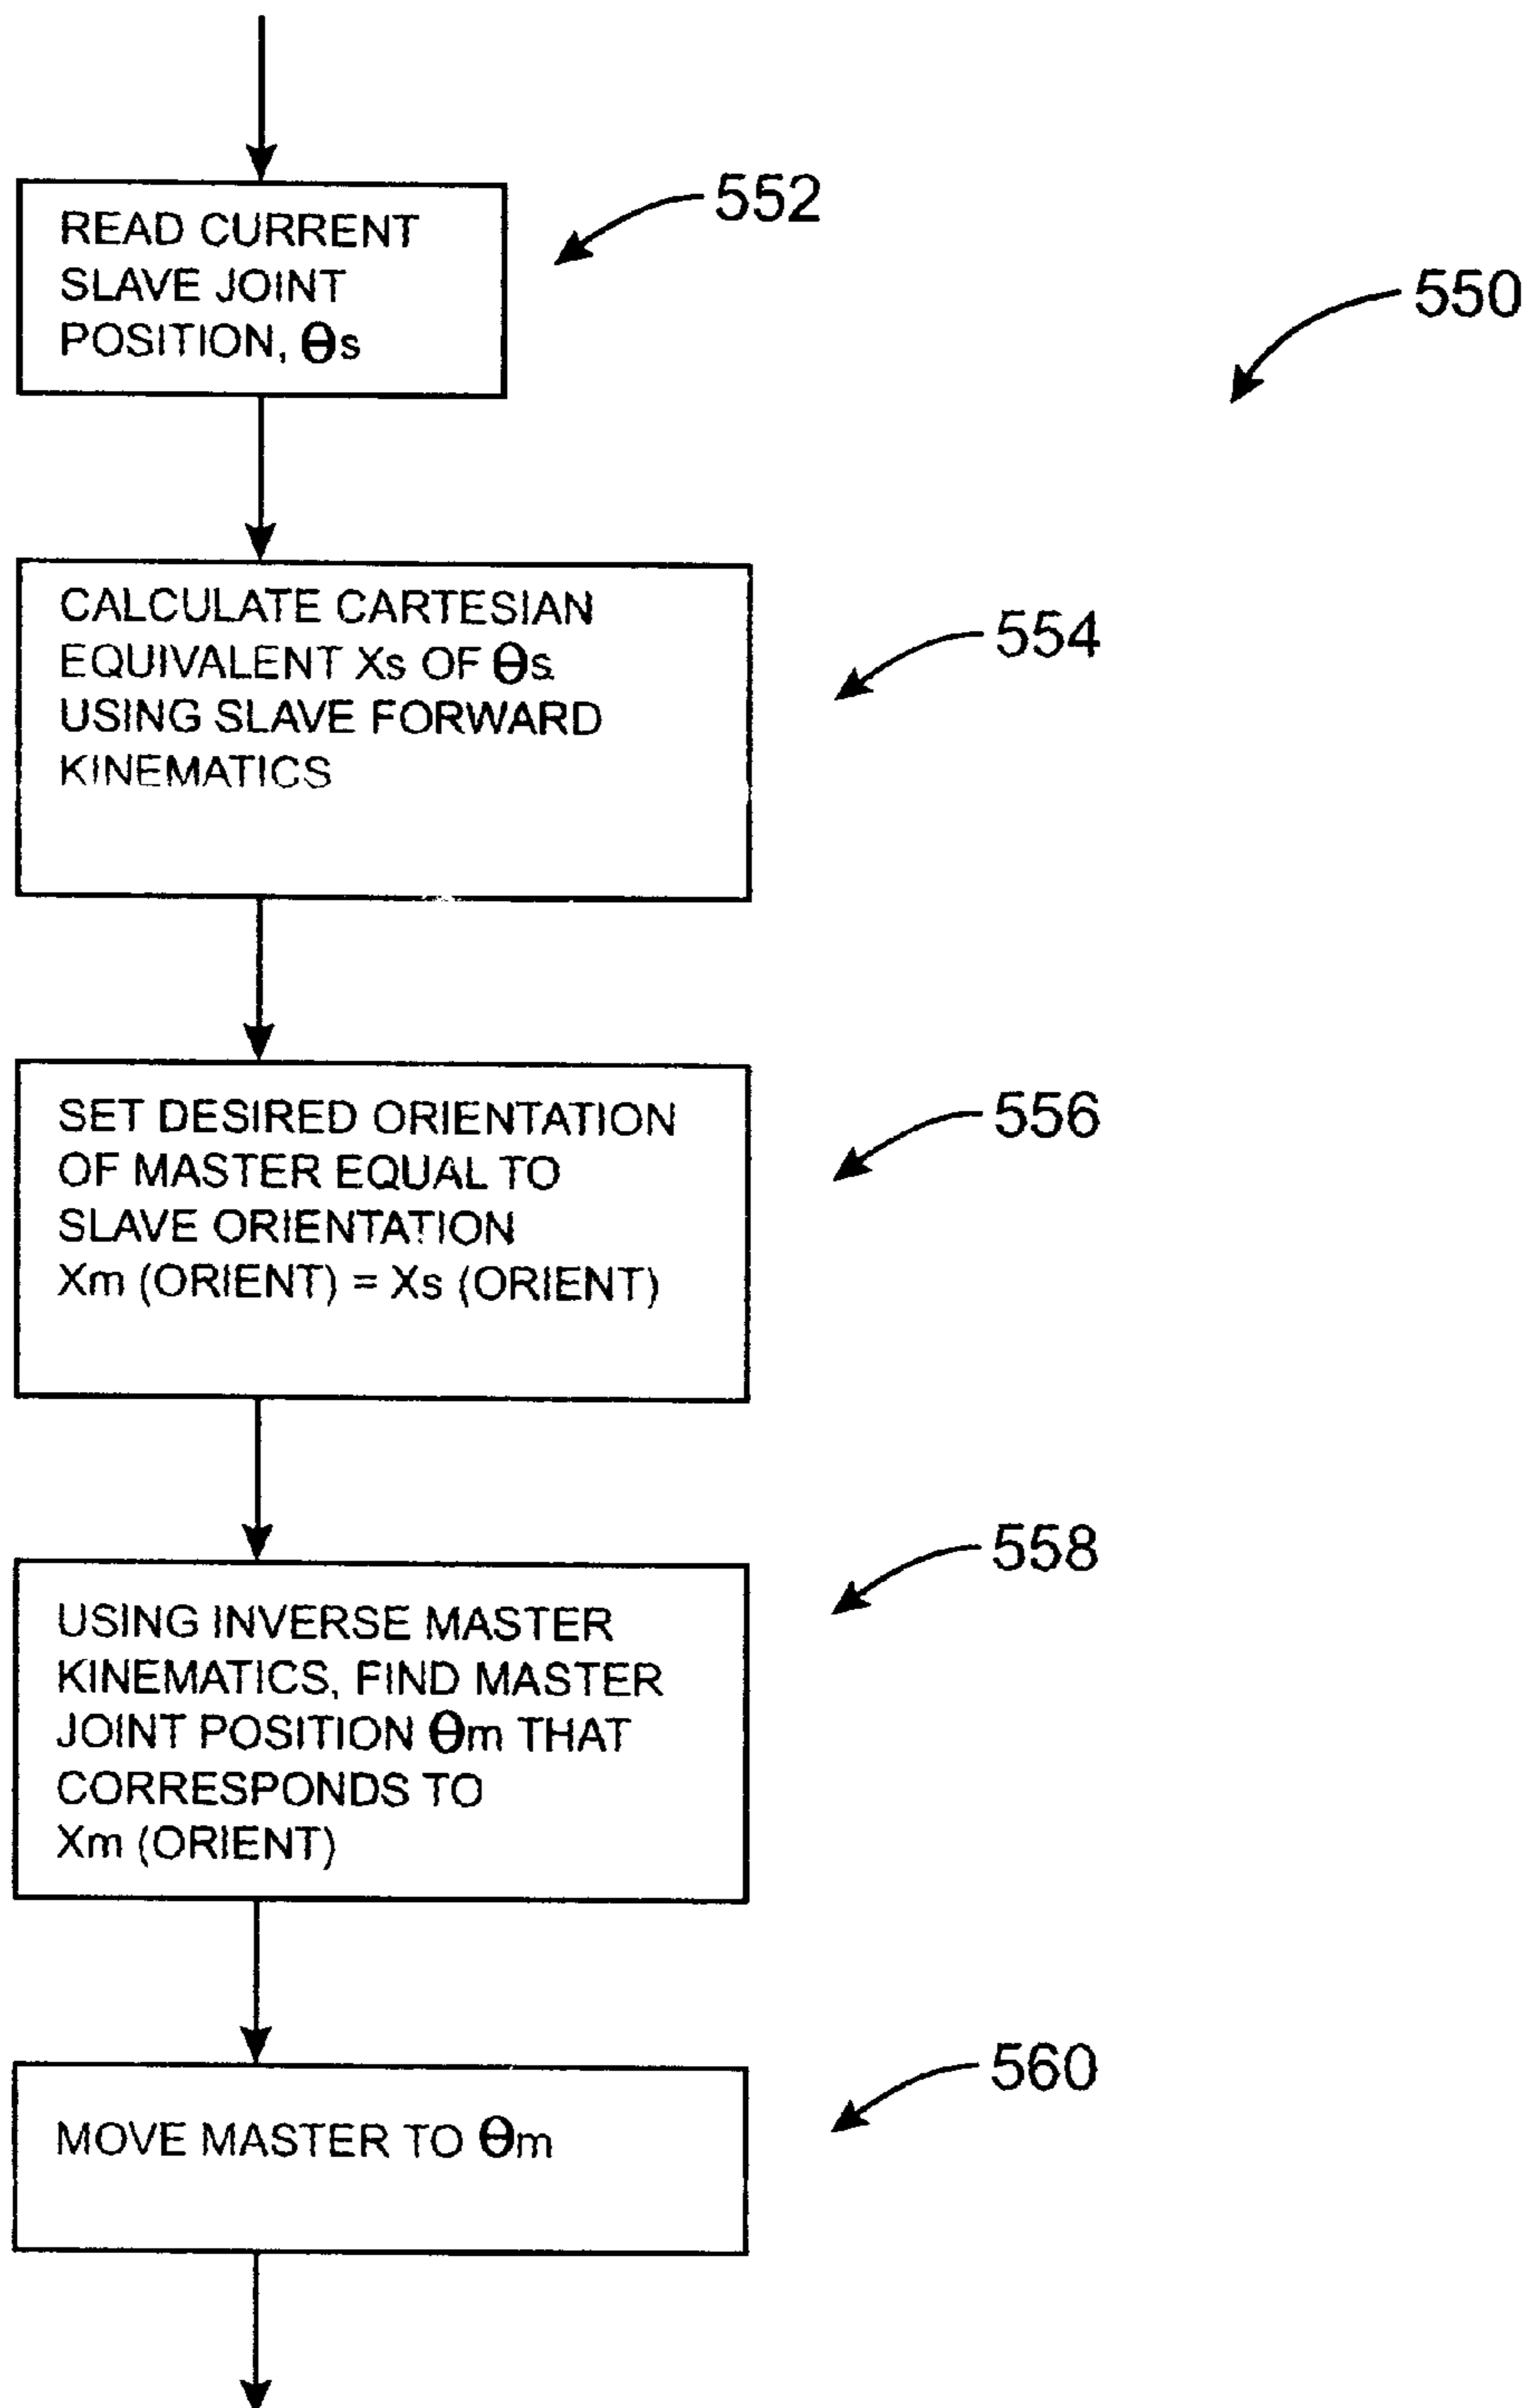 READ CURRENT
SLAVE JOINT
POSITION, θs
552
550
CALCULATE CARTESIAN
EQUIVALENT Xs OF θs
USING SLAVE FORWARD
KINEMATICS
554
SET DESIRED ORIENTATION
OF MASTER EQUAL TO
SLAVE ORIENTATION
Xm (ORIENT) = Xs (ORIENT)
556
USING INVERSE MASTER
KINEMATICS, FIND MASTER
JOINT POSITION θm THAT
CORRESPONDS TO
Xm (ORIENT)
558
MOVE MASTER TO θm
560